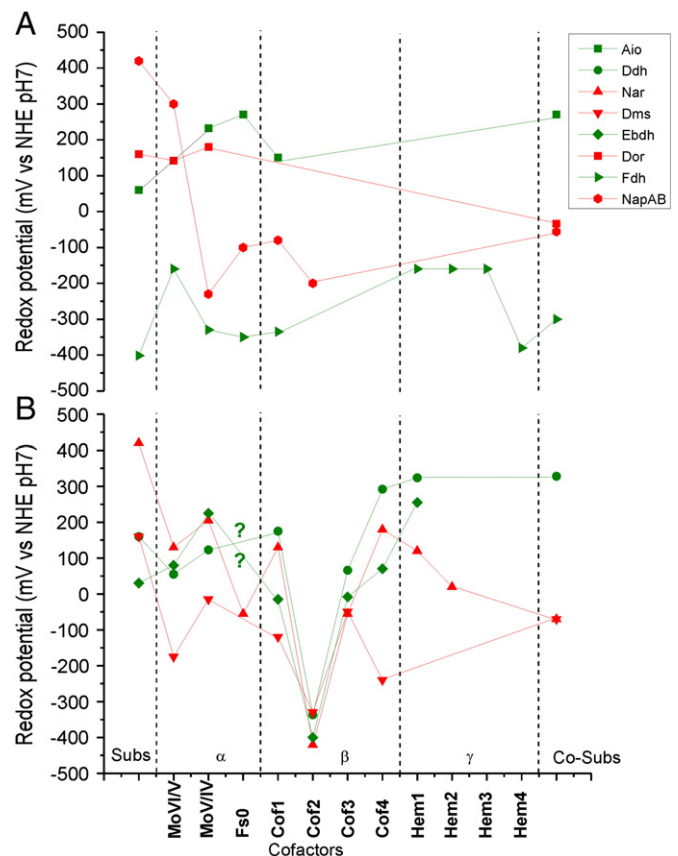 A
500
400
300
200
100
0
-100
-200
-300
-400
-500
Redox potential (mV vs NHE pH7)
Aio
Ddh
Nar
Dms
Ebdh
Dor
Fdh
NapAB
B
500
400
300
200
100
0
-100
-200
-300
-400
-500
Redox potential (mV vs NHE pH7)
?
?
Subs α β γ Co-Subs
MoVI/V MoV/IV Fs0 Cof1 Cof2 Cof3 Cof4 Hem1 Hem2 Hem3 Hem4
Cofactors